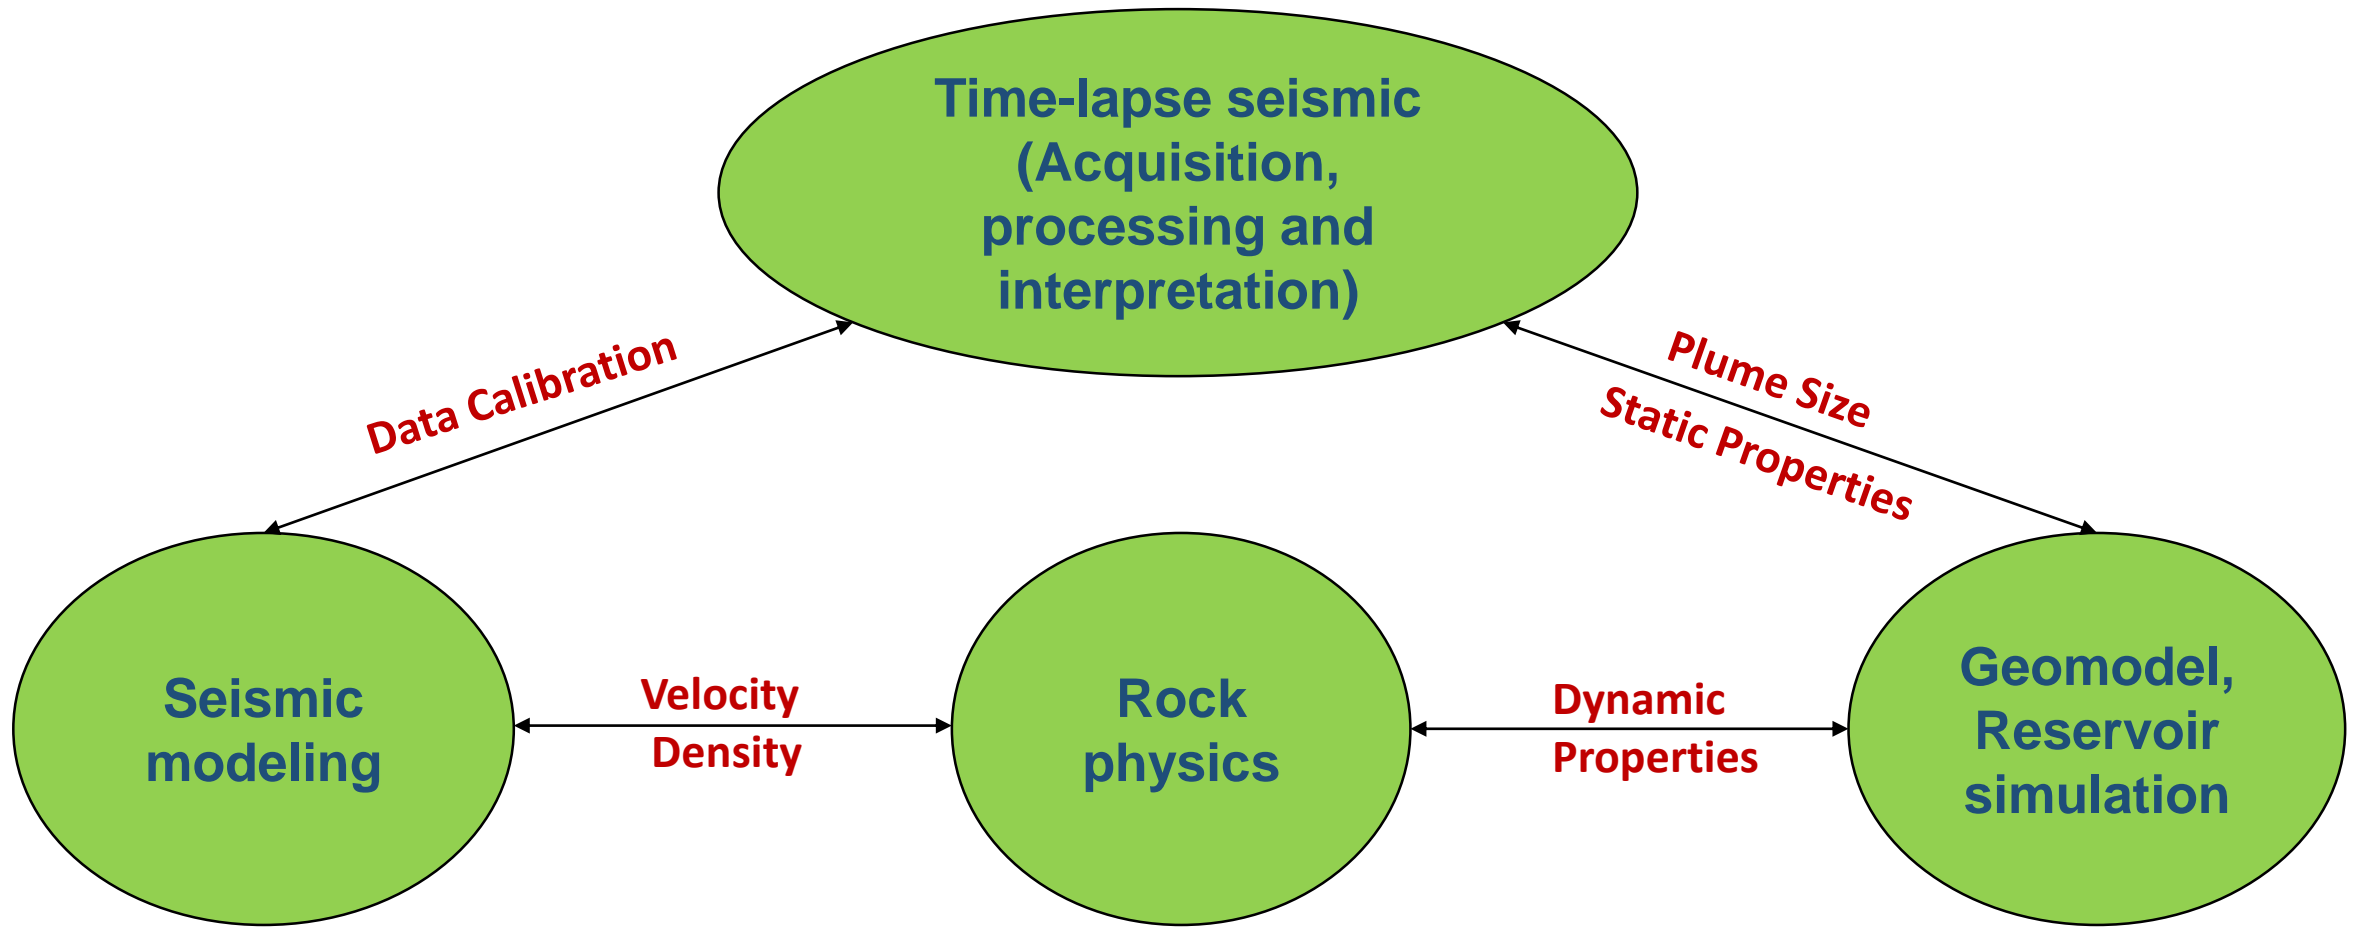 Time-lapse seismic
(Acquisition,
processing and
interpretation)
Data Calibration
Plume Size
Static Properties
Seismic
modeling
Velocity
Density
Rock
physics
Dynamic
Properties
Geomodel,
Reservoir
simulation